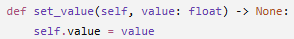 def set_value(self, value: float) -> None:
    self.value = value